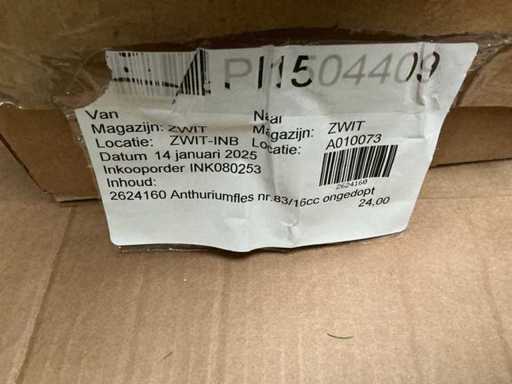 PI1504409
Van Naar
Magazijn: ZWIT Magazijn: ZWIT
Locatie: ZWIT-INB Locatie: A010073
Datum 14 januari 2025
Inkooporder INK080253
2624160
Inhoud:
2624160 Anthuriumfles nr.83/16cc ongedopt
24,00